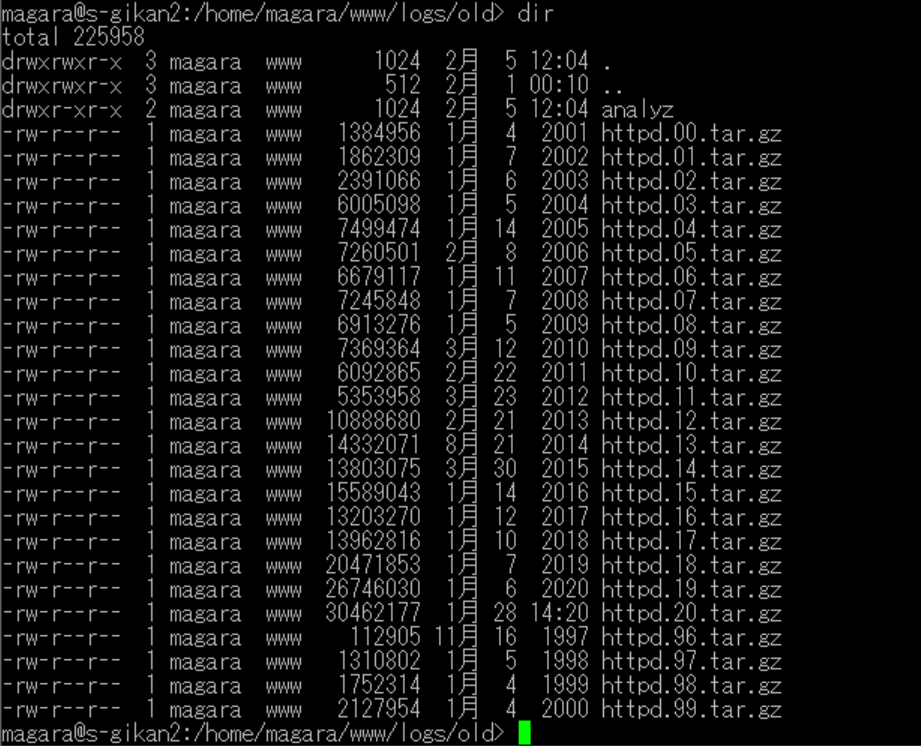 magara@s-gikan2:/home/magara/www/logs/old> dir
total 225958
drwxrwxr-x  3 magara  www      1024  2月  5 12:04 .
drwxrwxr-x  3 magara  www       512  2月  1 00:10 ..
drwxr-xr-x  2 magara  www      1024  2月  5 12:04 analyz
-rw-r--r--  1 magara  www   1384956  1月  4  2001 httpd.00.tar.gz
-rw-r--r--  1 magara  www   1862309  1月  7  2002 httpd.01.tar.gz
-rw-r--r--  1 magara  www   2391066  1月  6  2003 httpd.02.tar.gz
-rw-r--r--  1 magara  www   6005098  1月  5  2004 httpd.03.tar.gz
-rw-r--r--  1 magara  www   7499474  1月 14  2005 httpd.04.tar.gz
-rw-r--r--  1 magara  www   7260501  2月  8  2006 httpd.05.tar.gz
-rw-r--r--  1 magara  www   6679117  1月 11  2007 httpd.06.tar.gz
-rw-r--r--  1 magara  www   7245848  1月  7  2008 httpd.07.tar.gz
-rw-r--r--  1 magara  www   6913276  1月  5  2009 httpd.08.tar.gz
-rw-r--r--  1 magara  www   7369364  3月 12  2010 httpd.09.tar.gz
-rw-r--r--  1 magara  www   6092865  2月 22  2011 httpd.10.tar.gz
-rw-r--r--  1 magara  www   5353958  3月 23  2012 httpd.11.tar.gz
-rw-r--r--  1 magara  www  10888680  2月 21  2013 httpd.12.tar.gz
-rw-r--r--  1 magara  www  14332071  8月 21  2014 httpd.13.tar.gz
-rw-r--r--  1 magara  www  13803075  3月 30  2015 httpd.14.tar.gz
-rw-r--r--  1 magara  www  15589043  1月 14  2016 httpd.15.tar.gz
-rw-r--r--  1 magara  www  13203270  1月 12  2017 httpd.16.tar.gz
-rw-r--r--  1 magara  www  13962816  1月 10  2018 httpd.17.tar.gz
-rw-r--r--  1 magara  www  20471853  1月  7  2019 httpd.18.tar.gz
-rw-r--r--  1 magara  www  26746030  1月  6  2020 httpd.19.tar.gz
-rw-r--r--  1 magara  www  30462177  1月 28 14:20 httpd.20.tar.gz
-rw-r--r--  1 magara  www    112905 11月 16  1997 httpd.96.tar.gz
-rw-r--r--  1 magara  www   1310802  1月  5  1998 httpd.97.tar.gz
-rw-r--r--  1 magara  www   1752314  1月  4  1999 httpd.98.tar.gz
-rw-r--r--  1 magara  www   2127954  1月  4  2000 httpd.99.tar.gz
magara@s-gikan2:/home/magara/www/logs/old>